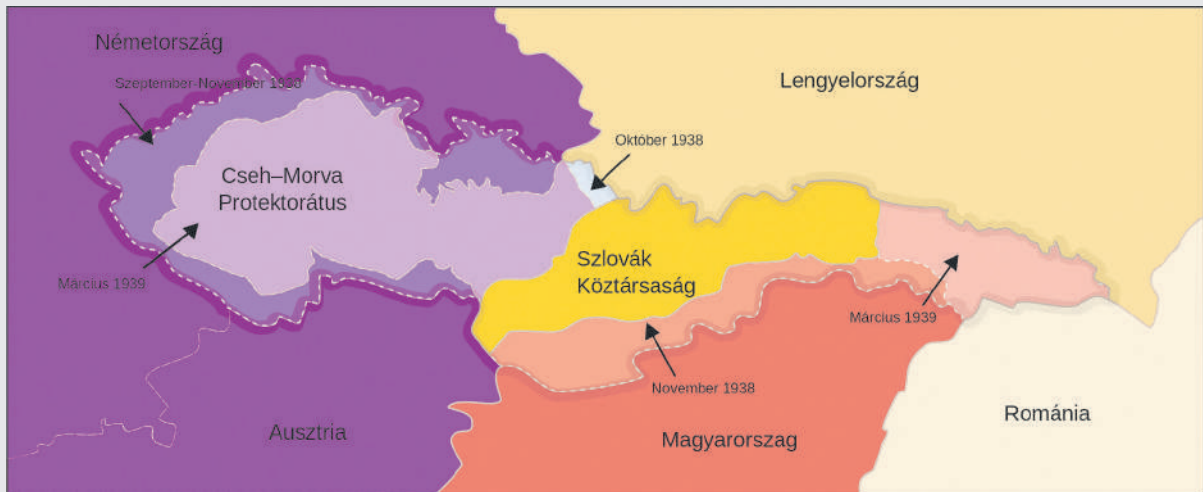 Németország
Szeptember-November 1938
Lengyelország
Október 1938
Cseh–Morva
Protektorátus
Szlovák
Köztársaság
Március 1939
Március 1939
November 1938
Ausztria
Magyarorszag
Románia